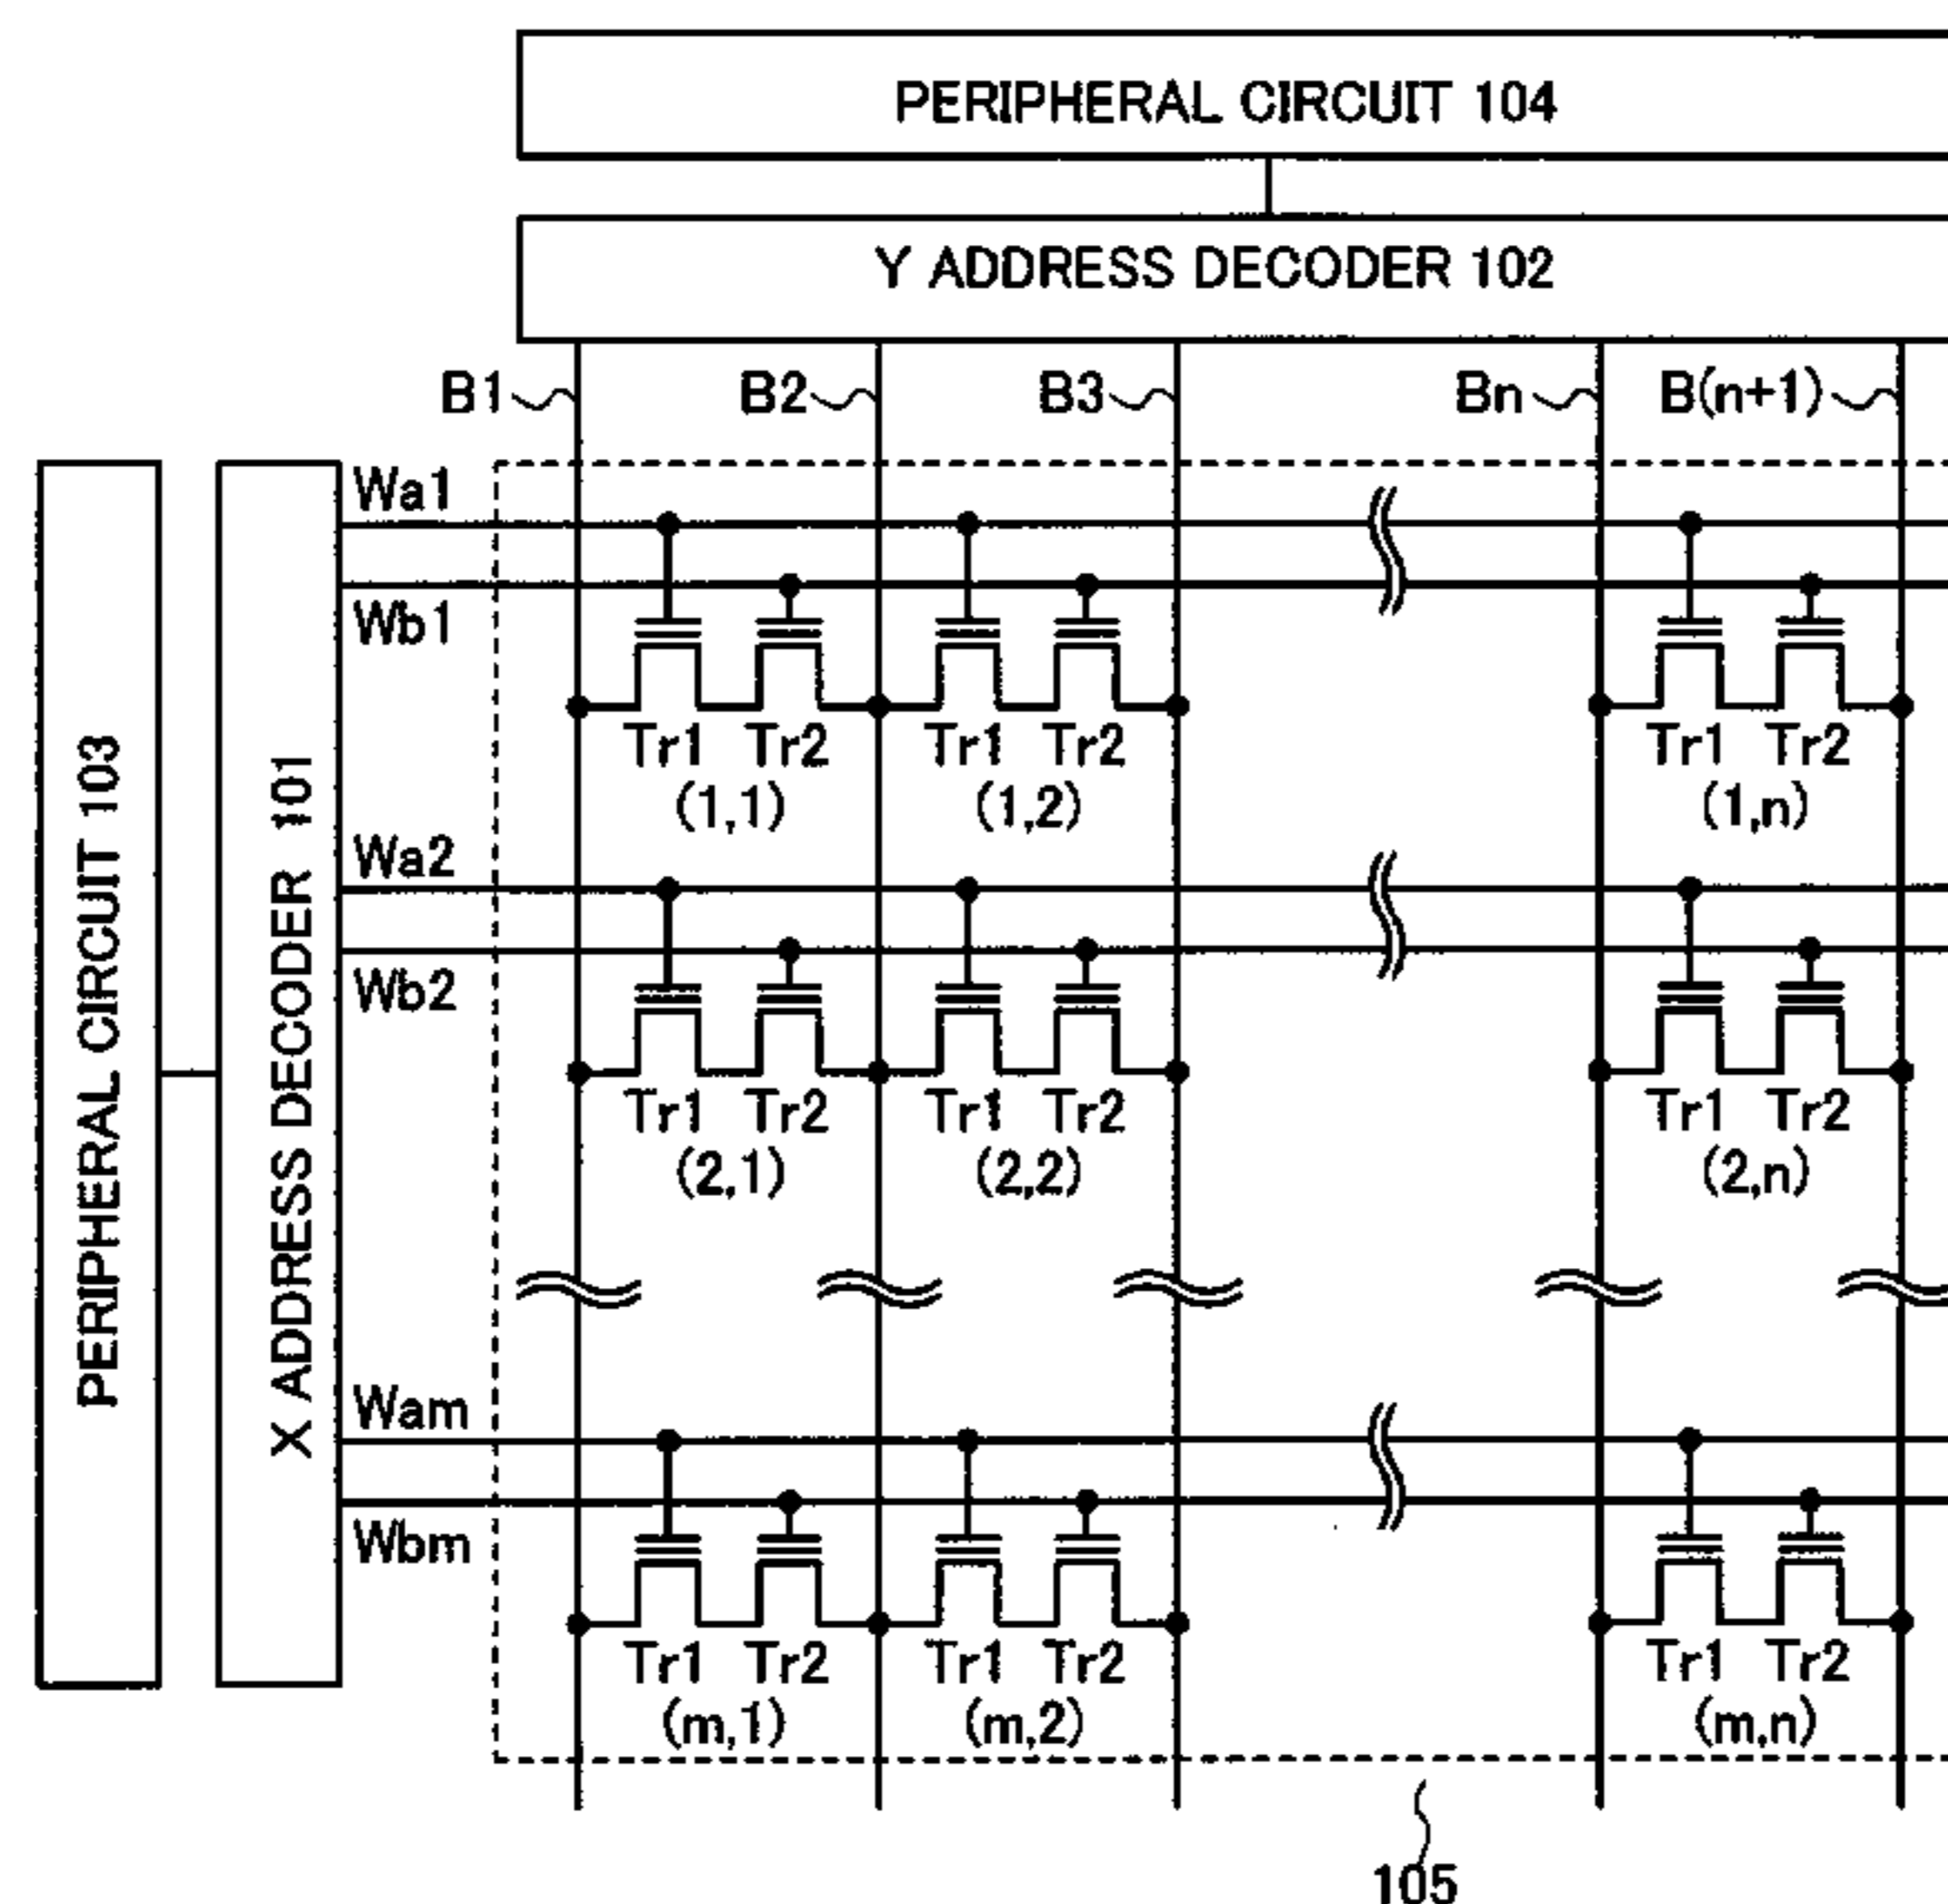 PERIPHERAL CIRCUIT 104
Y ADDRESS DECODER 102
B1 B2 B3 Bn B(n+1)
PERIPHERAL CIRCUIT 103
X ADDRESS DECODER 101
Wa1
Wb1
Tr1 Tr2 Tr1 Tr2 Tr1 Tr2
(1,1) (1,2) (1,n)
Wa2
Wb2
Tr1 Tr2 Tr1 Tr2 Tr1 Tr2
(2,1) (2,2) (2,n)
Wam
Wbm
Tr1 Tr2 Tr1 Tr2 Tr1 Tr2
(m,1) (m,2) (m,n)
105